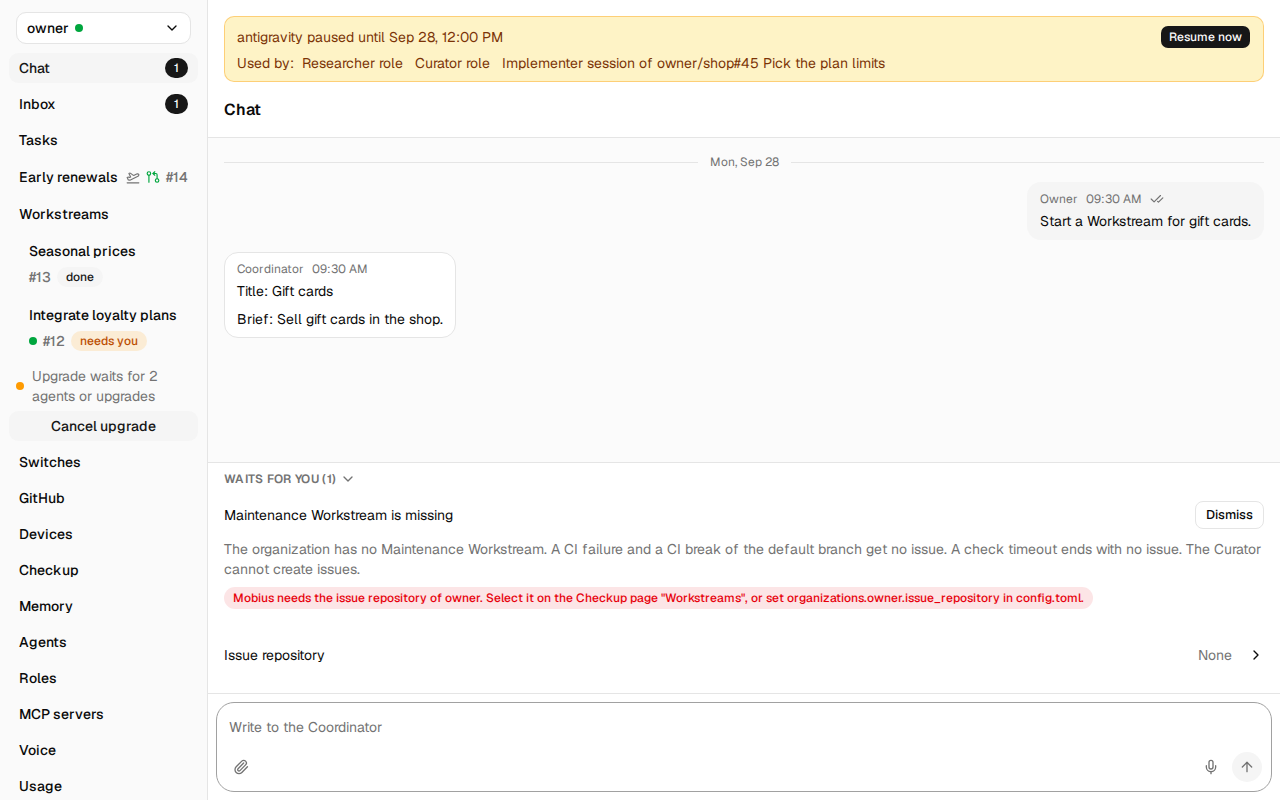 owner
Chat 1
Inbox 1
Tasks
Early renewals #14
Workstreams
Seasonal prices
#13 done
Integrate loyalty plans
#12 needs you
Upgrade waits for 2
agents or upgrades
Cancel upgrade
Switches
GitHub
Devices
Checkup
Memory
Agents
Roles
MCP servers
Voice
Usage
antigravity paused until Sep 28, 12:00 PM
Resume now
Used by: Researcher role Curator role Implementer session of owner/shop#45 Pick the plan limits
Chat
Mon, Sep 28
Owner 09:30 AM
Start a Workstream for gift cards.
Coordinator 09:30 AM
Title: Gift cards
Brief: Sell gift cards in the shop.
WAITS FOR YOU (1)
Maintenance Workstream is missing
Dismiss
The organization has no Maintenance Workstream. A CI failure and a CI break of the default branch get no issue. A check timeout ends with no issue. The Curator
cannot create issues.
Mobius needs the issue repository of owner. Select it on the Checkup page "Workstreams", or set organizations.owner.issue_repository in config.toml.
Issue repository None
Write to the Coordinator